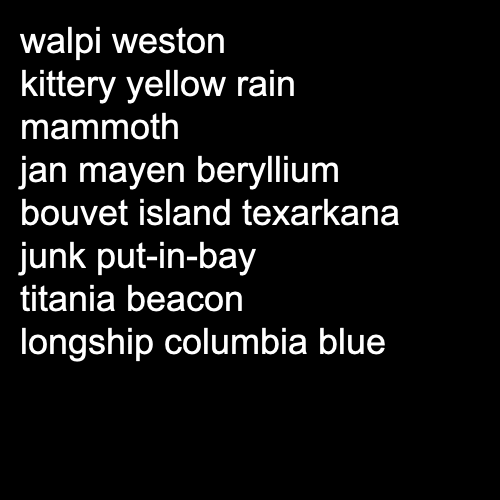 walpi weston
kittery yellow rain
mammoth
jan mayen beryllium
bouvet island texarkana
junk put-in-bay
titania beacon
longship columbia blue